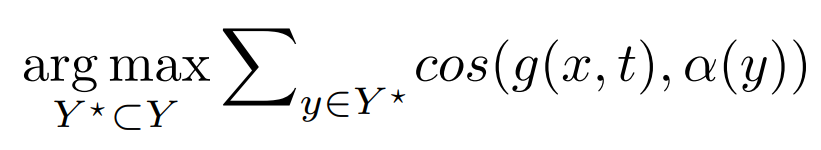 arg max ∑ y∈Y⋆ cos(g(x, t), α(y))
Y⋆⊂Y